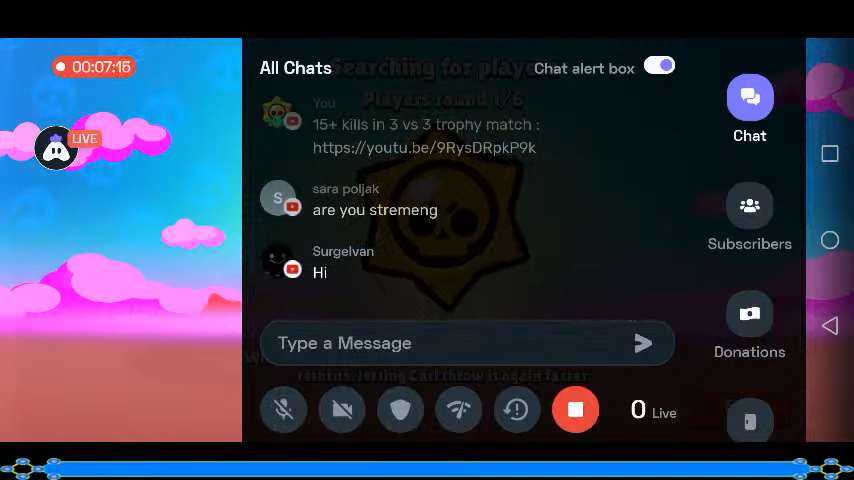 00:07:15
All Chats
Searching for player
Chat alert box
Players found 1/6
You
15+ kills in 3 vs 3 trophy match :
https://youtu.be/9RysDRpkP9k
LIVE
Chat
S
sara poljak
are you stremeng
Subscribers
Surgelvan
Hi
Type a Message
Donations
0 Live